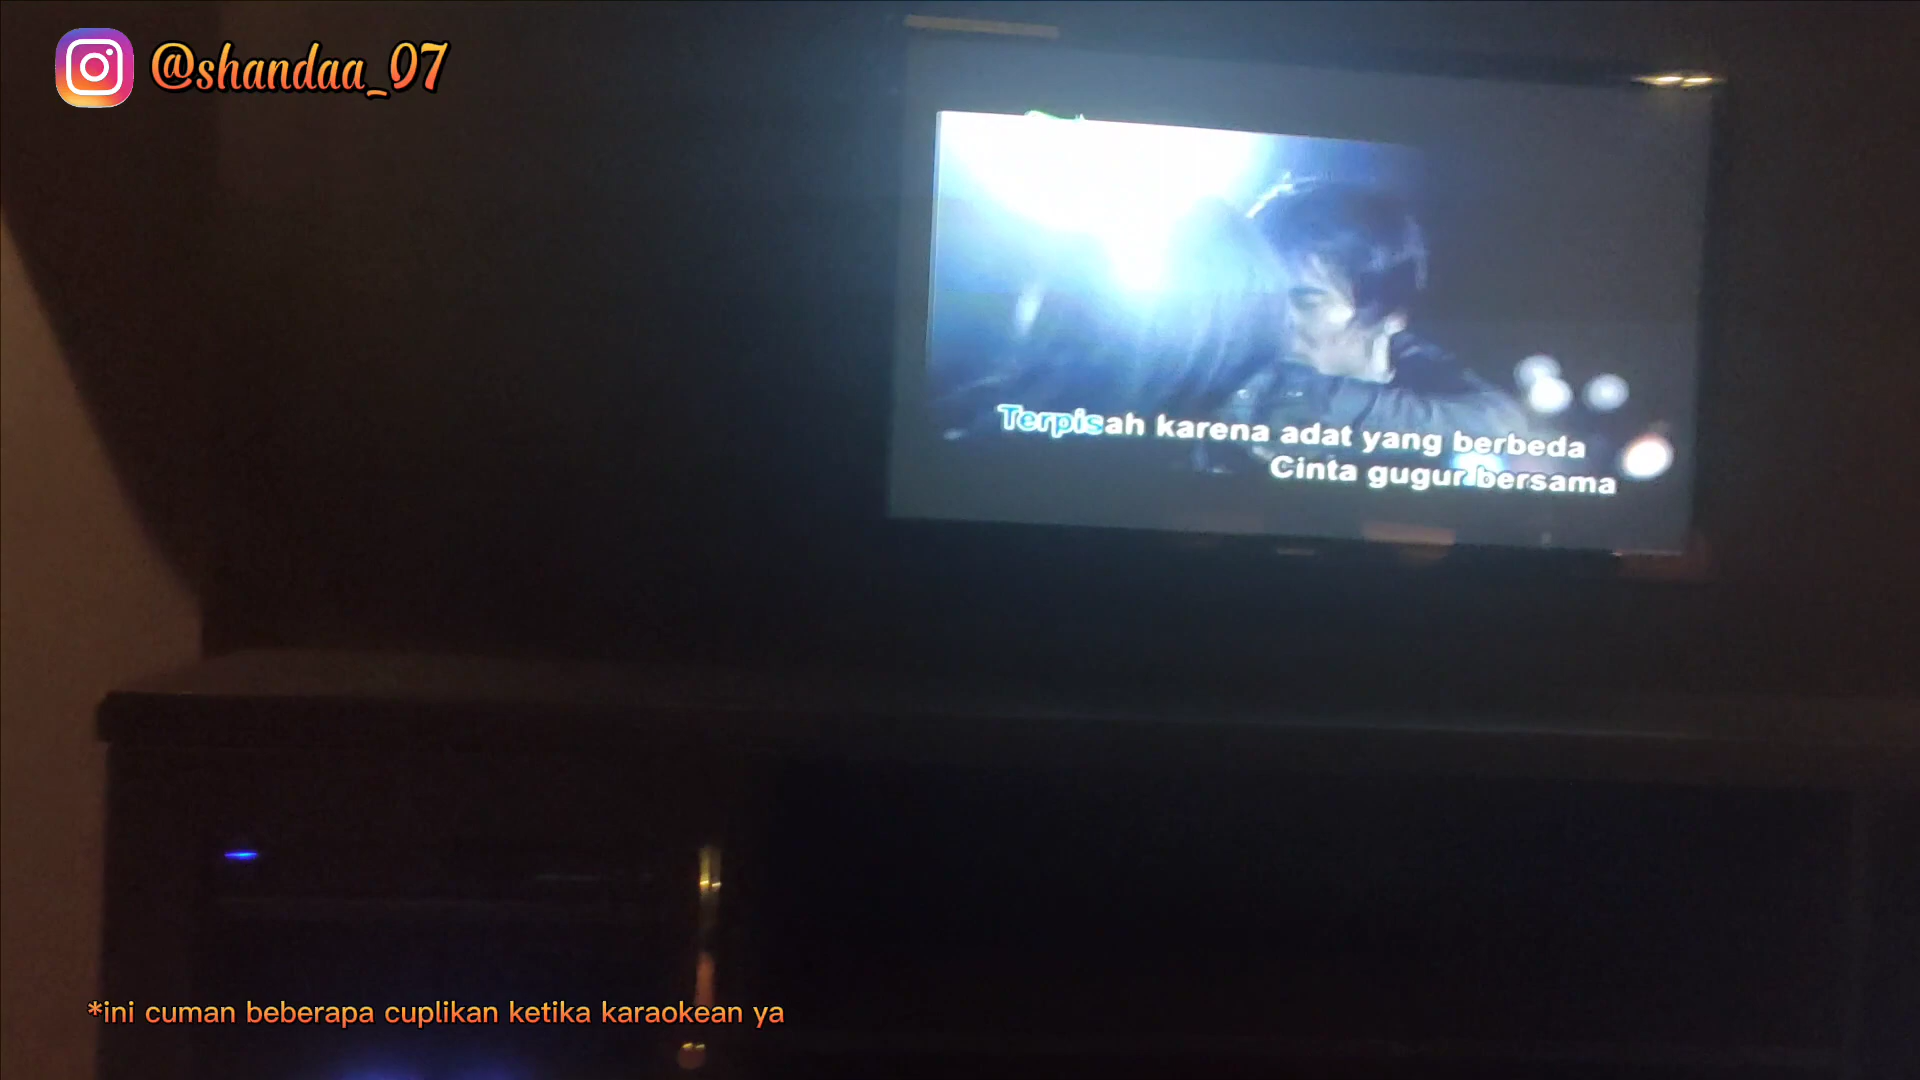 @shandaa_07
Terpisah karena adat yang berbeda
Cinta gugur bersama
*ini cuman beberapa cuplikan ketika karaokean ya